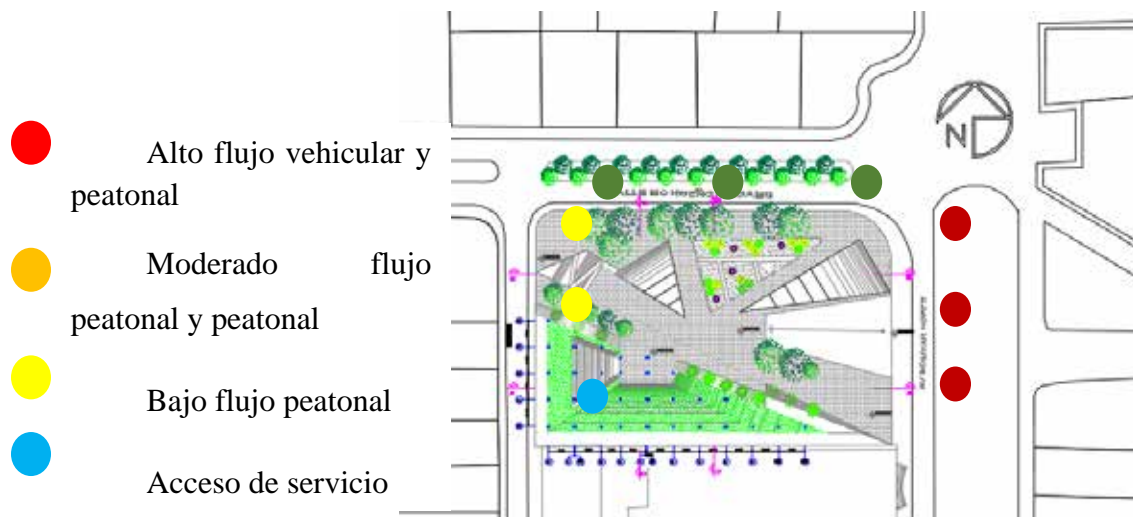 Alto flujo vehicular y
peatonal
Moderado flujo
peatonal y peatonal
Bajo flujo peatonal
Acceso de servicio
N